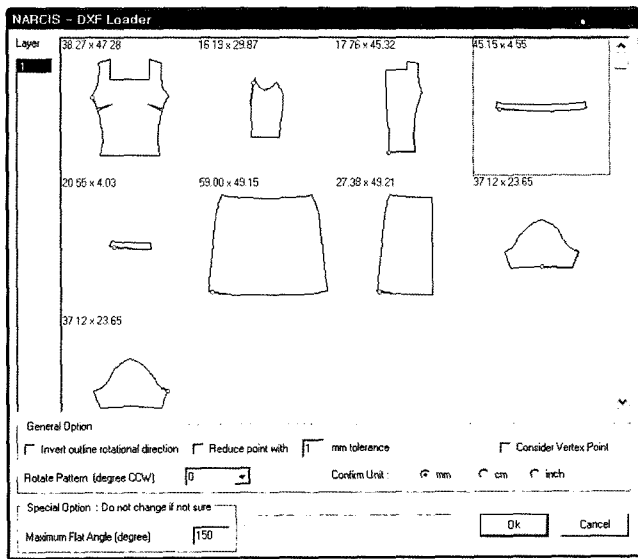 NARCIS - DXF Loader
Layer
1
38.27 x 47.28
16.19 x 29.87
17.76 x 45.32
45.15 x 4.55
20.55 x 4.03
59.00 x 49.15
27.38 x 49.21
37.12 x 23.65
37.12 x 23.65
General Option
Invert outline rotational direction
Reduce point with 1 mm tolerance
Consider Vertex Point
Rotate Pattern (degree CCW) 0
Confirm Unit : mm cm inch
Special Option : Do not change if not sure
Maximum Flat Angle (degree) 150
Ok
Cancel